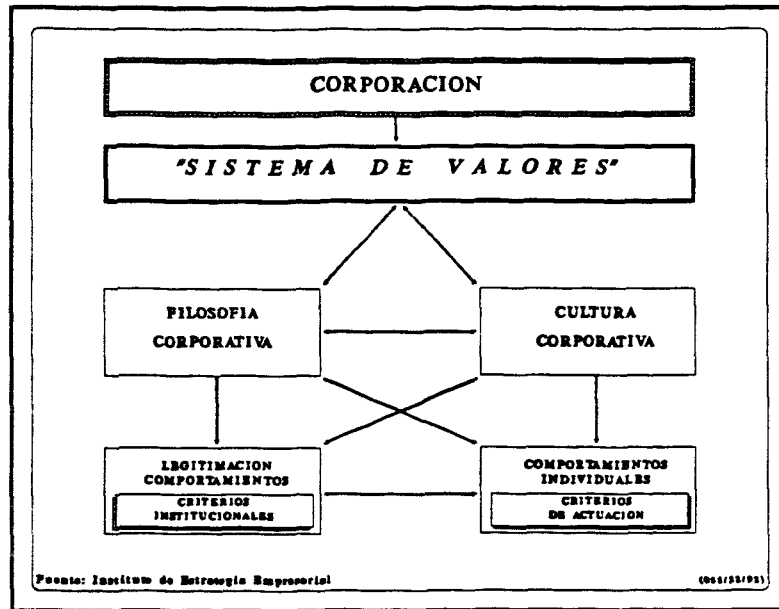 CORPORACION
"SISTEMA DE VALORES"
FILOSOFIA
CORPORATIVA
CULTURA
CORPORATIVA
LEGITIMACION
COMPORTAMIENTOS
CRITERIOS
INSTITUCIONALES
COMPORTAMIENTOS
INDIVIDUALES
CRITERIOS
DE ACTUACION
Fuente: Instituto de Estrategia Empresarial